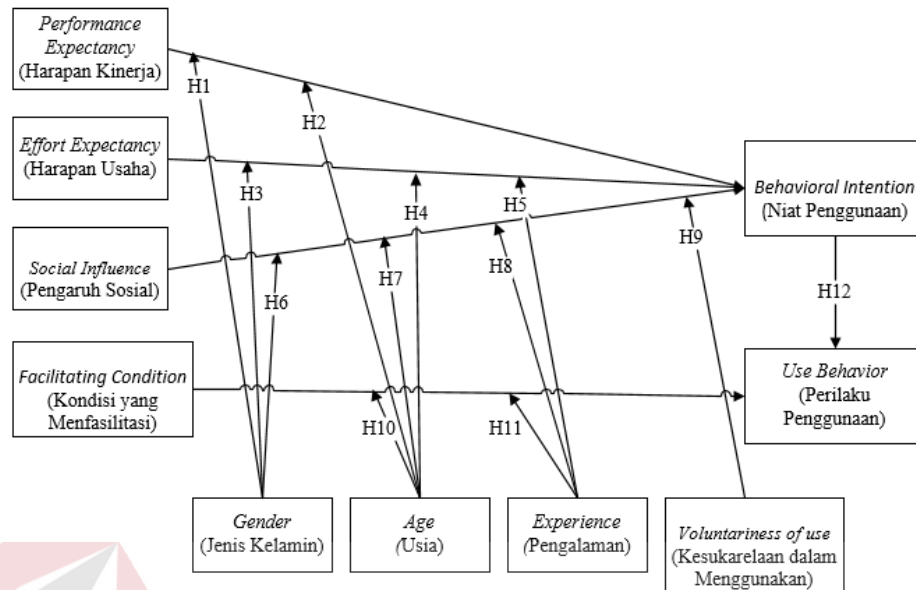 Performance
Expectancy
(Harapan Kinerja)
H1
H2
Effort Expectancy
(Harapan Usaha)
H3
H4
H5
Behavioral Intention
(Niat Penggunaan)
Social Influence
(Pengaruh Sosial)
H6
H7
H8
H9
H12
Facilitating Condition
(Kondisi yang
Menfasilitasi)
H10
H11
Use Behavior
(Perilaku
Penggunaan)
Gender
(Jenis Kelamin)
Age
(Usia)
Experience
(Pengalaman)
Voluntariness of use
(Kesukarelaan dalam
Menggunakan)